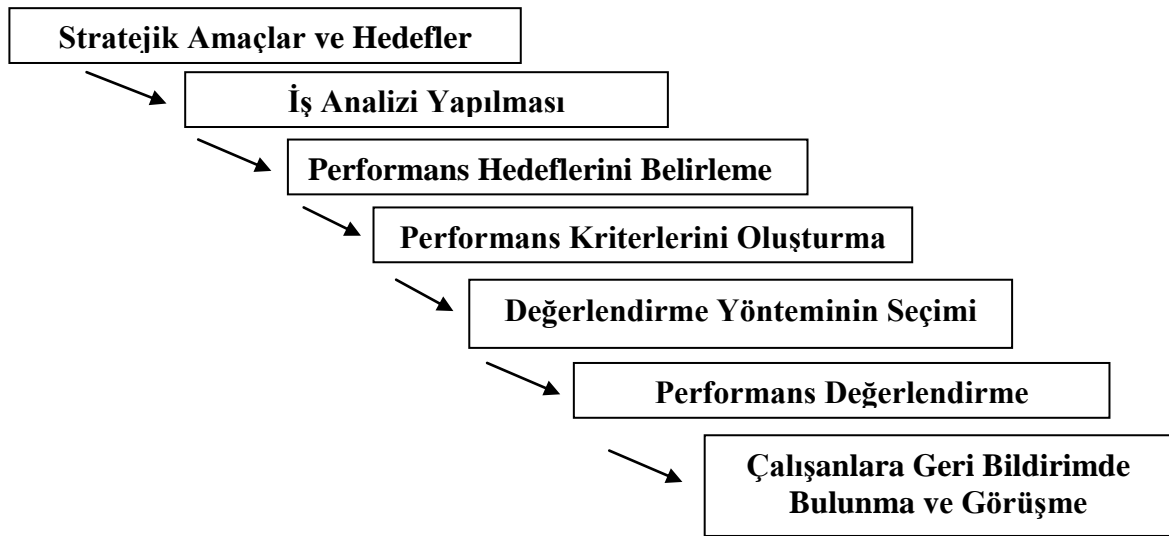 Stratejik Amaçlar ve Hedefler
İş Analizi Yapılması
Performans Hedeflerini Belirleme
Performans Kriterlerini Oluşturma
Değerlendirme Yönteminin Seçimi
Performans Değerlendirme
Çalışanlara Geri Bildirimde
Bulunma ve Görüşme